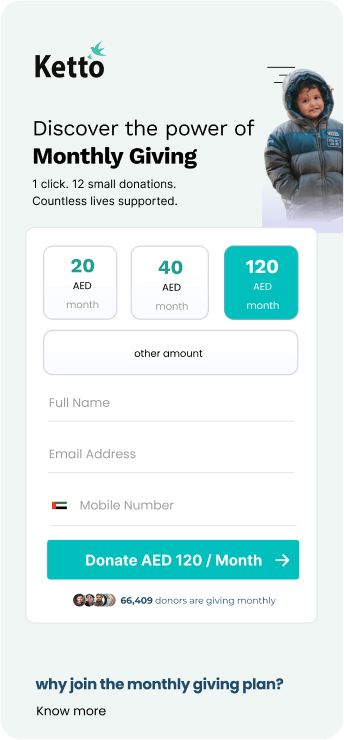 Ketto
Discover the power of
Monthly Giving
1 click. 12 small donations.
Countless lives supported.
20
AED
month
40
AED
month
120
AED
month
other amount
Full Name
Email Address
Mobile Number
Donate AED 120 / Month
66,409 donors are giving monthly
why join the monthly giving plan?
Know more